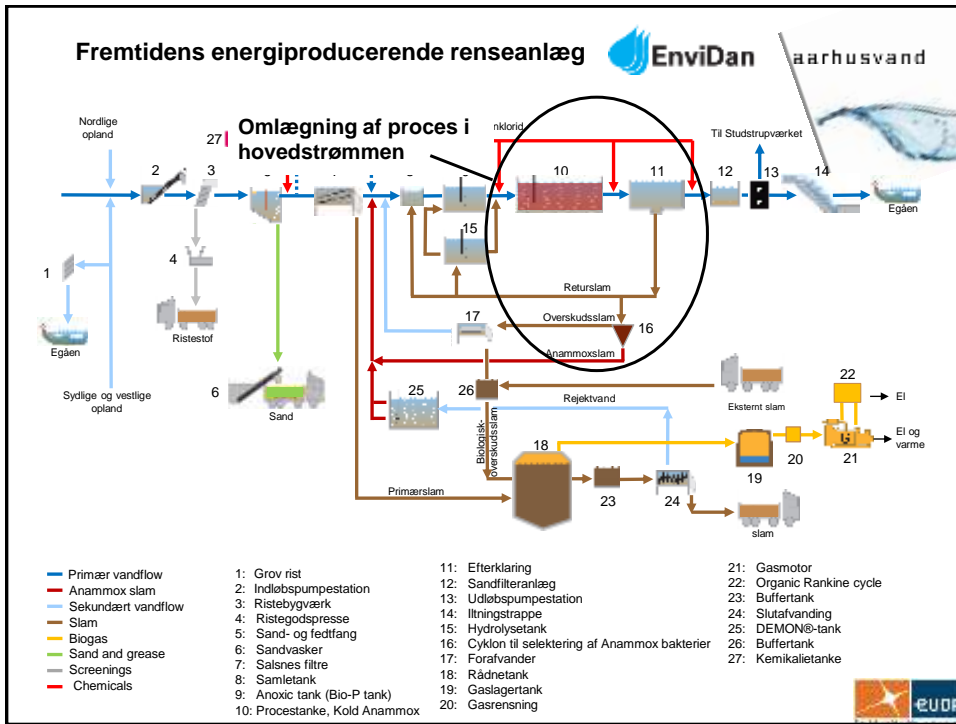 Fremtidens energiproducerende renseanlæg
EnviDan
aarhusvand
Nordlige
opland
27
Omlægning af proces i
hovedstrømmen
nklorid
Til Studstrupværket
2
3
10
11
12
13
14
Egåen
15
1
4
Returslam
Overskudsslam
16
17
Ristestof
Egåen
Anammoxslam
Sydlige og vestlige
opland
6
Sand
25
26
Eksternt slam
22
El
Rejektvand
Biologisk-
overskudsslam
18
El og
varme
20
21
19
Primærslam
23
24
slam
Primær vandflow
Anammox slam
Sekundært vandflow
Slam
Biogas
Sand and grease
Screenings
Chemicals
1: Grov rist
2: Indløbspumpestation
3: Ristebygværk
4: Ristegodspresse
5: Sand- og fedtfang
6: Sandvasker
7: Salsnes filtre
8: Samletank
9: Anoxic tank (Bio-P tank)
10: Procestanke, Kold Anammox
11: Efterklaring
12: Sandfilteranlæg
13: Udløbspumpestation
14: Iltningstrappe
15: Hydrolysetank
16: Cyklon til selektering af Anammox bakterier
17: Forafvander
18: Rådnetank
19: Gaslagertank
20: Gasrensning
21: Gasmotor
22: Organic Rankine cycle
23: Buffertank
24: Slutafvanding
25: DEMON®-tank
26: Buffertank
27: Kemikalietanke